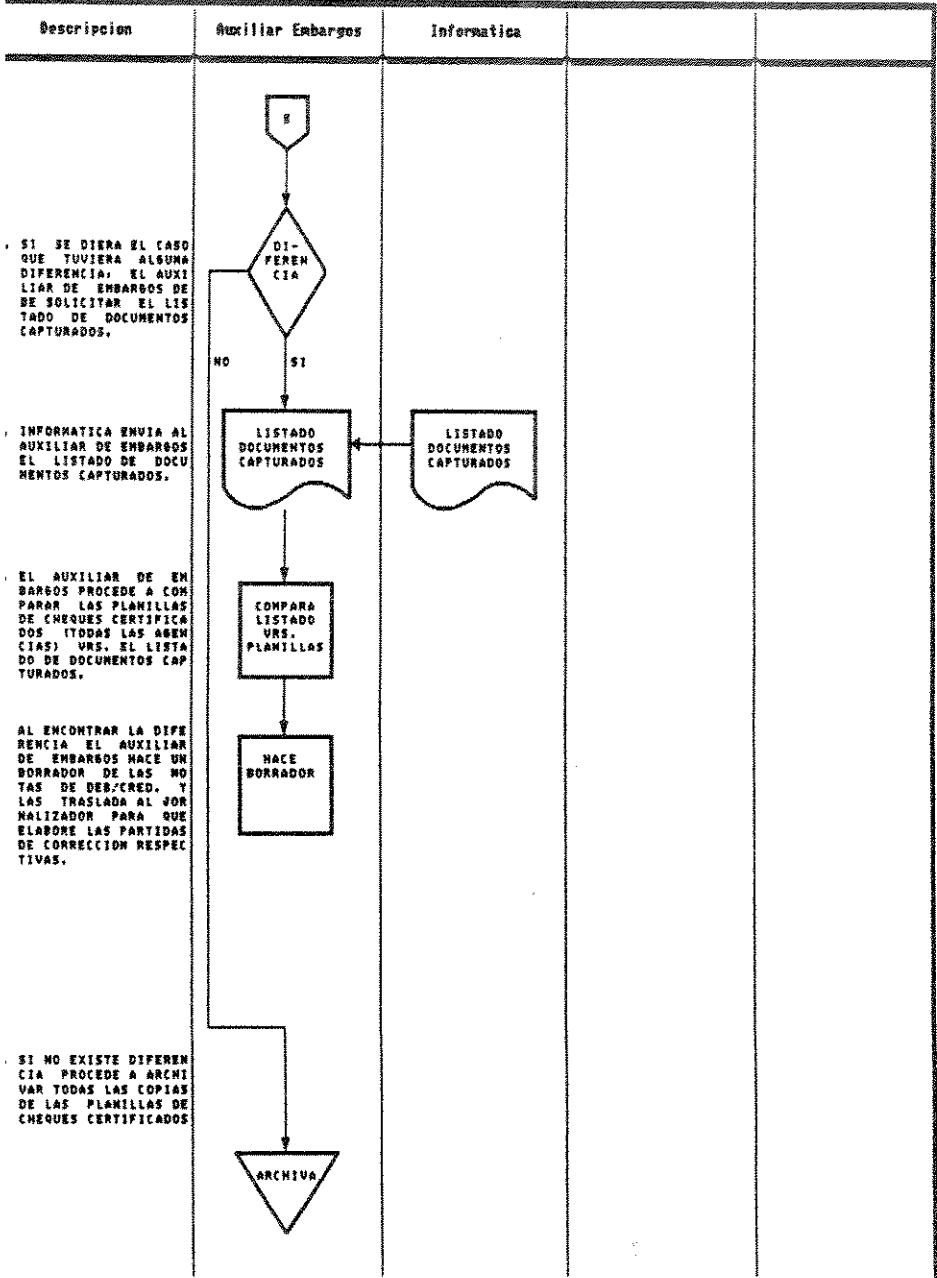 Descripcion
Auxiliar Embargos
Informatica
. SI SE DIERA EL CASO
QUE TUVIERA ALGUNA
DIFERENCIA, EL AUXI
LIAR DE EMBARGOS DE
BE SOLICITAR EL LIS
TADO DE DOCUMENTOS
CAPTURADOS.
DI-
FEREN
CIA
NO
SI
. INFORMATICA ENVIA AL
AUXILIAR DE EMBARGOS
EL LISTADO DE DOCU
MENTOS CAPTURADOS.
LISTADO
DOCUMENTOS
CAPTURADOS
LISTADO
DOCUMENTOS
CAPTURADOS
. EL AUXILIAR DE EM
BARGOS PROCEDE A COM
PARAR LAS PLANILLAS
DE CHEQUES CERTIFICA
DOS (TODAS LAS AGEN
CIAS) VRS. EL LISTA
DO DE DOCUMENTOS CAP
TURADOS.
COMPARA
LISTADO
VRS.
PLANILLAS
AL ENCONTRAR LA DIFE
RENCIA EL AUXILIAR
DE EMBARGOS HACE UN
BORRADOR DE LAS NO
TAS DE DEB/CRED. Y
LAS TRASLADA AL JOR
NALIZADOR PARA QUE
ELABORE LAS PARTIDAS
DE CORRECCION RESPEC
TIVAS.
HACE
BORRADOR
. SI NO EXISTE DIFEREN
CIA PROCEDE A ARCHI
VAR TODAS LAS COPIAS
DE LAS PLANILLAS DE
CHEQUES CERTIFICADOS
ARCHIVA